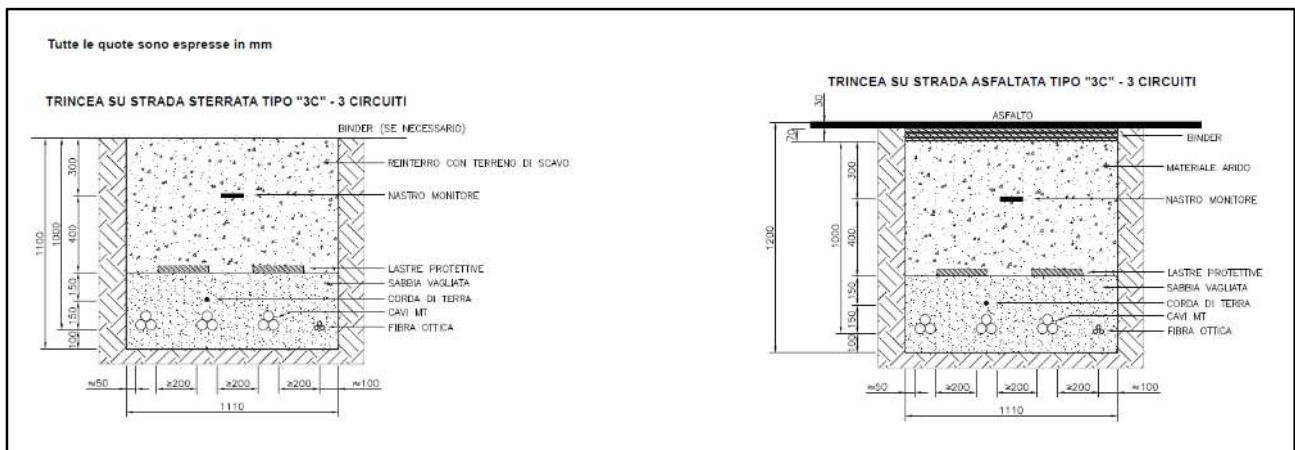 Tutte le quote sono espresse in mm
TRINCEA SU STRADA STERRATA TIPO "3C" - 3 CIRCUITI
BINDER (SE NECESSARIO)
REINTERRO CON TERRENO DI SCAVO
NASTRO MONITORE
LASTRE PROTETTIVE
SABBIA VAGLIATA
CORDA DI TERRA
CAVI MT
FIBRA OTTICA
1100
1000
300
400
150
150
100
≈50
≥200
≥200
≥200
≈100
1110
TRINCEA SU STRADA ASFALTATA TIPO "3C" - 3 CIRCUITI
30
ASFALTO
70
BINDER
MATERIALE ARIDO
NASTRO MONITORE
LASTRE PROTETTIVE
SABBIA VAGLIATA
CORDA DI TERRA
CAVI MT
FIBRA OTTICA
1200
1000
300
400
150
150
100
≈50
≥200
≥200
≥200
≈100
1110